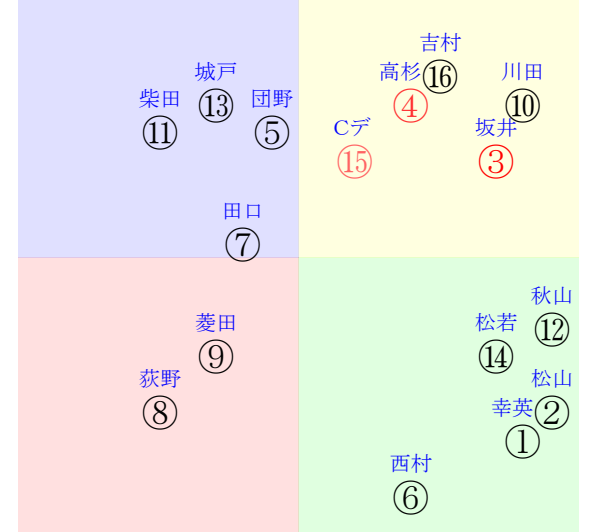 吉村
⑯
城戸
⑬
高杉
④
川田
⑩
柴田
⑪
団野
⑤
Cデ
⑮
坂井
③
田口
⑦
秋山
⑫
菱田
⑨
松若
⑭
荻野
⑧
松山
②
幸英
①
西村
⑥